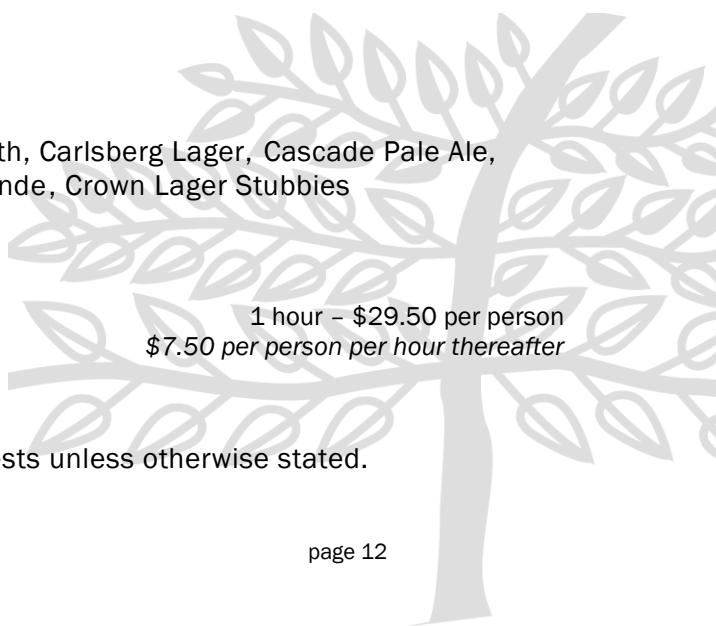 th, Carlsberg Lager, Cascade Pale Ale,
nde, Crown Lager Stubbies
1 hour – $29.50 per person
$7.50 per person per hour thereafter
sts unless otherwise stated.
page 12